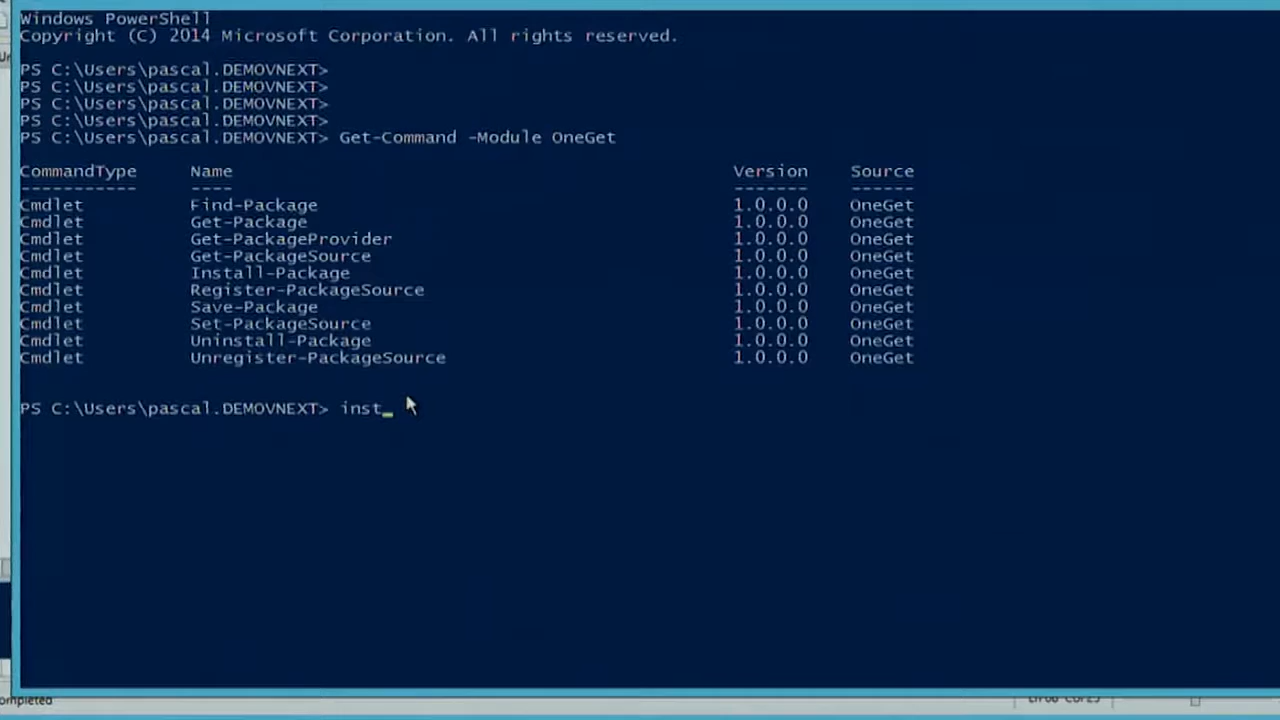 Windows PowerShell
Copyright (C) 2014 Microsoft Corporation. All rights reserved.
PS C:\Users\pascal.DEMOVNEXT>
PS C:\Users\pascal.DEMOVNEXT>
PS C:\Users\pascal.DEMOVNEXT>
PS C:\Users\pascal.DEMOVNEXT>
PS C:\Users\pascal.DEMOVNEXT> Get-Command -Module OneGet
CommandType Name Version Source
----------- ---- ------- ------
Cmdlet Find-Package 1.0.0.0 OneGet
Cmdlet Get-Package 1.0.0.0 OneGet
Cmdlet Get-PackageProvider 1.0.0.0 OneGet
Cmdlet Get-PackageSource 1.0.0.0 OneGet
Cmdlet Install-Package 1.0.0.0 OneGet
Cmdlet Register-PackageSource 1.0.0.0 OneGet
Cmdlet Save-Package 1.0.0.0 OneGet
Cmdlet Set-PackageSource 1.0.0.0 OneGet
Cmdlet Uninstall-Package 1.0.0.0 OneGet
Cmdlet Unregister-PackageSource 1.0.0.0 OneGet
PS C:\Users\pascal.DEMOVNEXT> inst_
ompleted